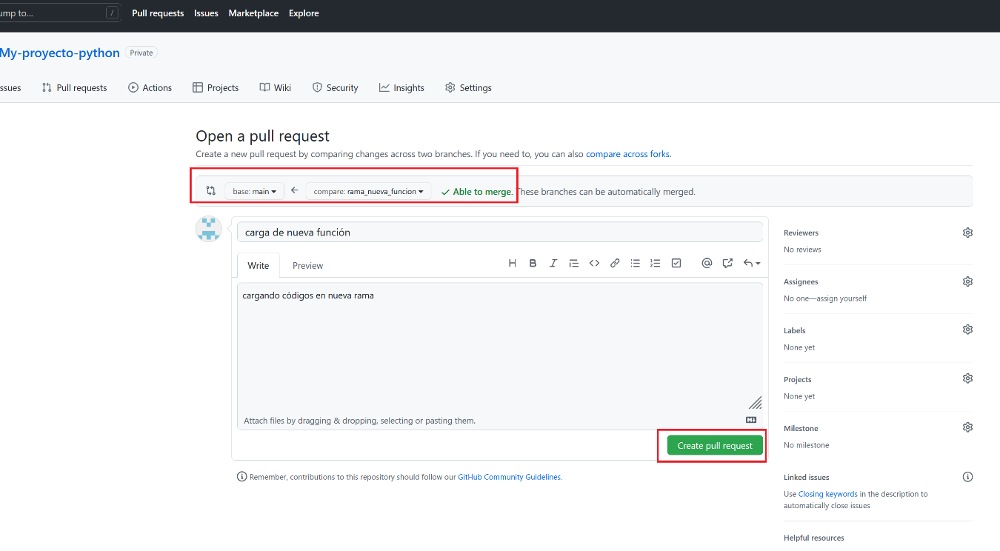 ump to... /
Pull requests Issues Marketplace Explore
My-proyecto-python Private
ssues Pull requests Actions Projects Wiki Security Insights Settings
Open a pull request
Create a new pull request by comparing changes across two branches. If you need to, you can also compare across forks.
base: main compare: rama_nueva_funcion Able to merge. These branches can be automatically merged.
carga de nueva función
Write Preview
cargando códigos en nueva rama
Attach files by dragging & dropping, selecting or pasting them.
Create pull request
Remember, contributions to this repository should follow our GitHub Community Guidelines.
Reviewers
No reviews
Assignees
No one—assign yourself
Labels
None yet
Projects
None yet
Milestone
No milestone
Linked issues
Use Closing keywords in the description to
automatically close issues
Helpful resources